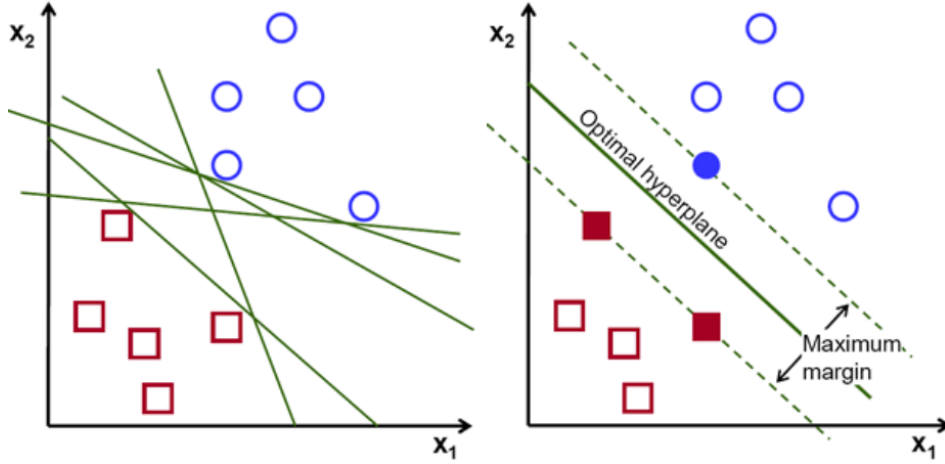 x₂
x₁
x₂
Optimal hyperplane
Maximum
margin
x₁